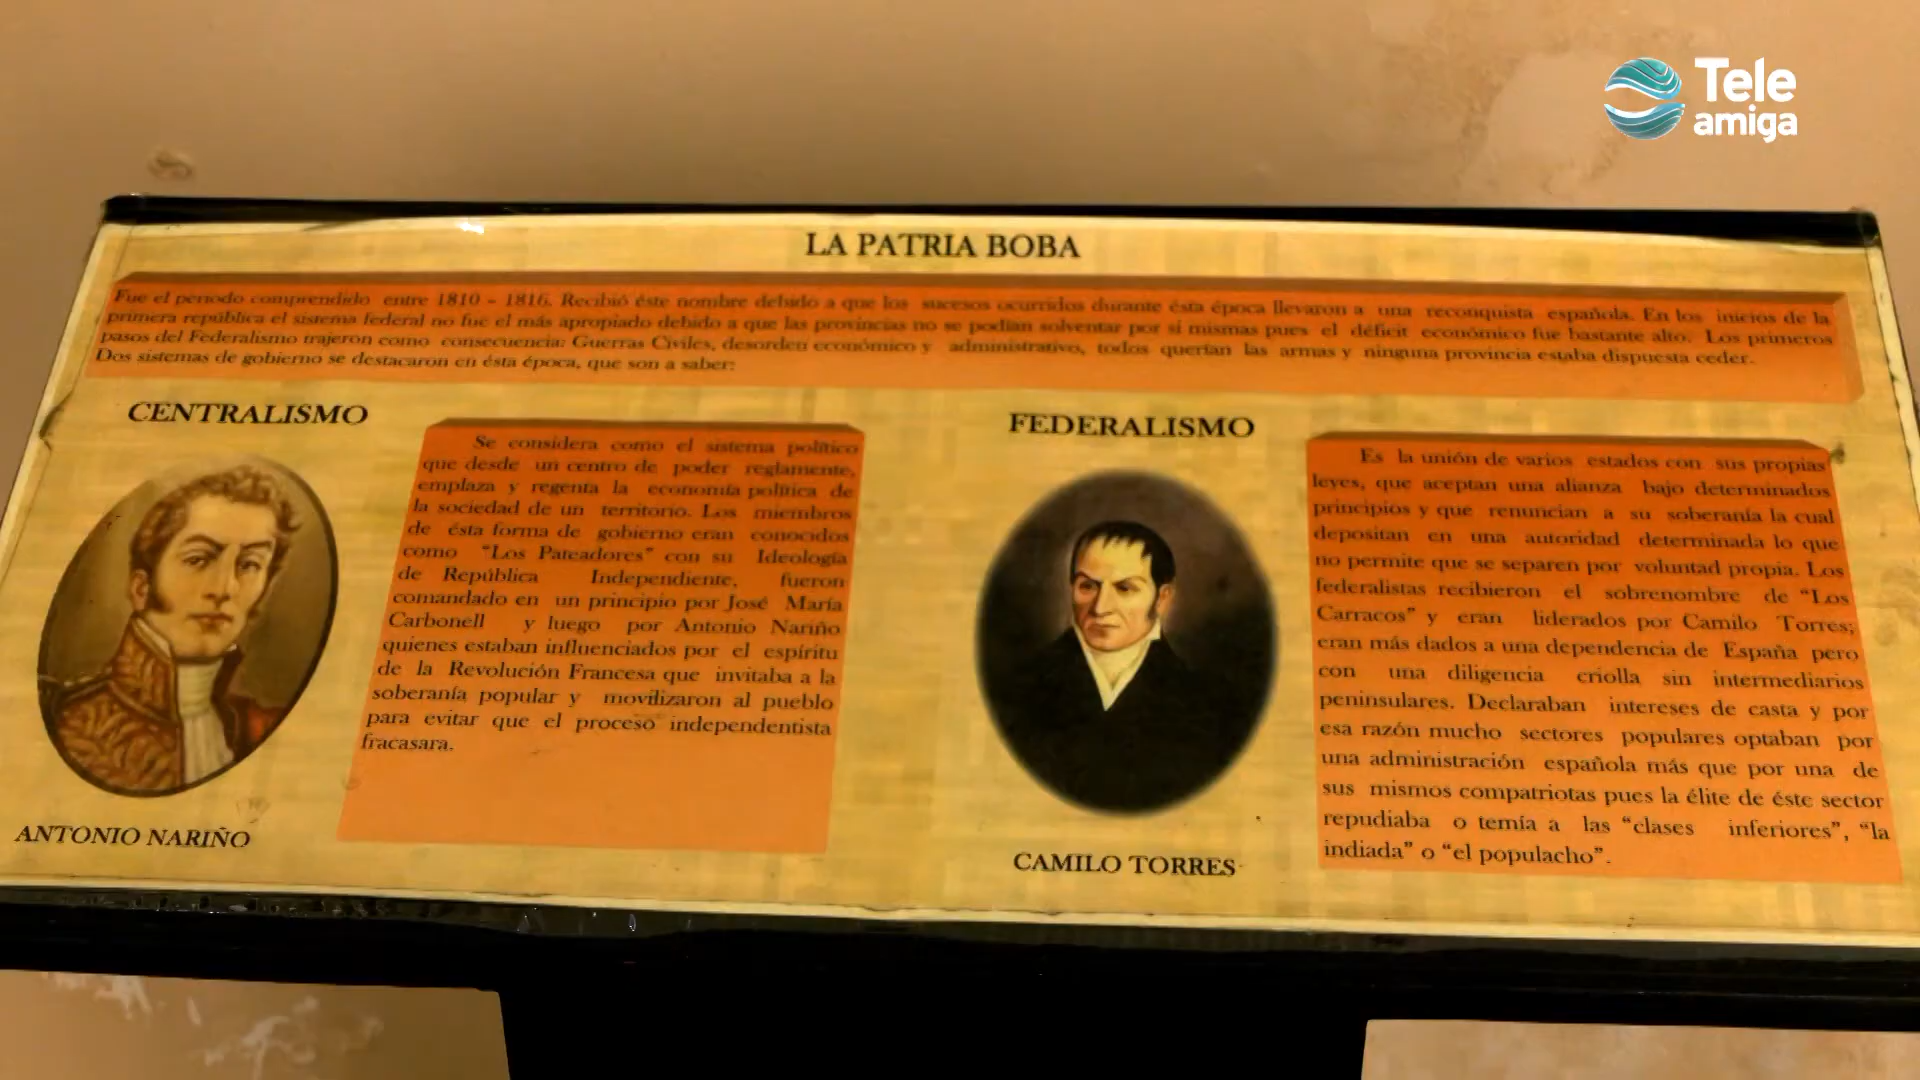 Tele
amiga
LA PATRIA BOBA
Fue el periodo comprendido entre 1810 - 1816. Recibió éste nombre debido a que los sucesos ocurridos durante ésta época llevaron a una reconquista española. En los inicios de la
primera república el sistema federal no fue el más apropiado debido a que las provincias no se podían solventar por sí mismas pues el déficit económico fue bastante alto. Los primeros
pasos del Federalismo trajeron como consecuencia: Guerras Civiles, desorden económico y administrativo, todos querían las armas y ninguna provincia estaba dispuesta ceder.
Dos sistemas de gobierno se destacaron en ésta época, que son a saber:
CENTRALISMO
Se considera como el sistema político
que desde un centro de poder reglamente,
emplaza y regenta la economía política de
la sociedad de un territorio. Los miembros
de ésta forma de gobierno eran conocidos
como "Los Pateadores" con su Ideología
de República Independiente, fueron
comandado en un principio por José María
Carbonell y luego por Antonio Nariño
quienes estaban influenciados por el espíritu
de la Revolución Francesa que invitaba a la
soberanía popular y movilizaron al pueblo
para evitar que el proceso independentista
fracasara.
ANTONIO NARIÑO
FEDERALISMO
Es la unión de varios estados con sus propias
leyes, que aceptan una alianza bajo determinados
principios y que renuncian a su soberanía la cual
depositan en una autoridad determinada lo que
no permite que se separen por voluntad propia. Los
federalistas recibieron el sobrenombre de "Los
Carracos" y eran liderados por Camilo Torres;
eran más dados a una dependencia de España pero
con una diligencia criolla sin intermediarios
peninsulares. Declaraban intereses de casta y por
esa razón mucho sectores populares optaban por
una administración española más que por una de
sus mismos compatriotas pues la élite de éste sector
repudiaba o temía a las "clases inferiores", "la
indiada" o "el populacho".
CAMILO TORRES